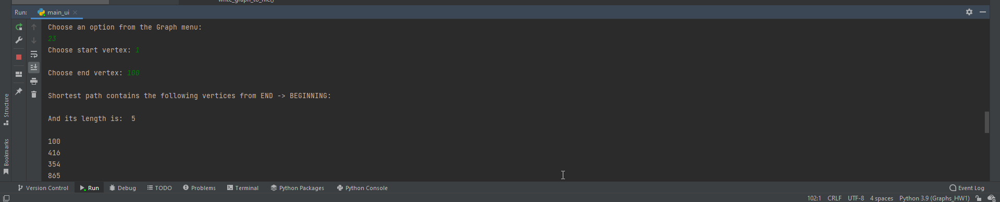 write_graph_to_file()
Run: main_ui
Choose an option from the Graph menu:
23
Choose start vertex: 1
Choose end vertex: 100
Shortest path contains the following vertices from END -> BEGINNING:
And its length is:  5
100
416
354
865
Structure
Bookmarks
Version Control Run Debug TODO Problems Terminal Python Packages Python Console Event Log
102:1 CRLF UTF-8 4 spaces Python 3.9 (Graphs_HW1)